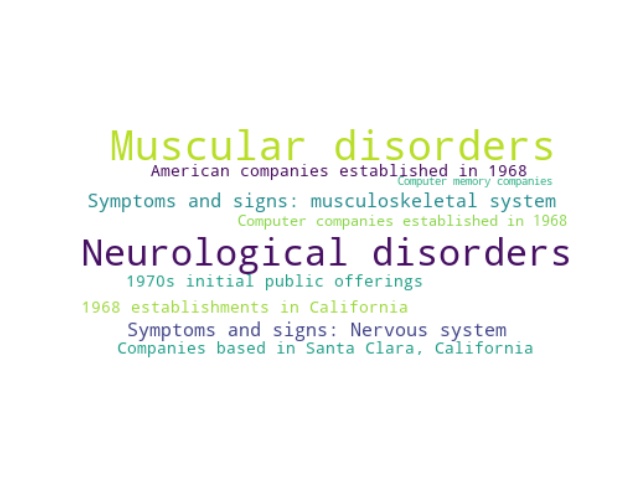 Muscular disorders
American companies established in 1968
Computer memory companies
Symptoms and signs: musculoskeletal system
Computer companies established in 1968
Neurological disorders
1970s initial public offerings
1968 establishments in California
Symptoms and signs: Nervous system
Companies based in Santa Clara, California